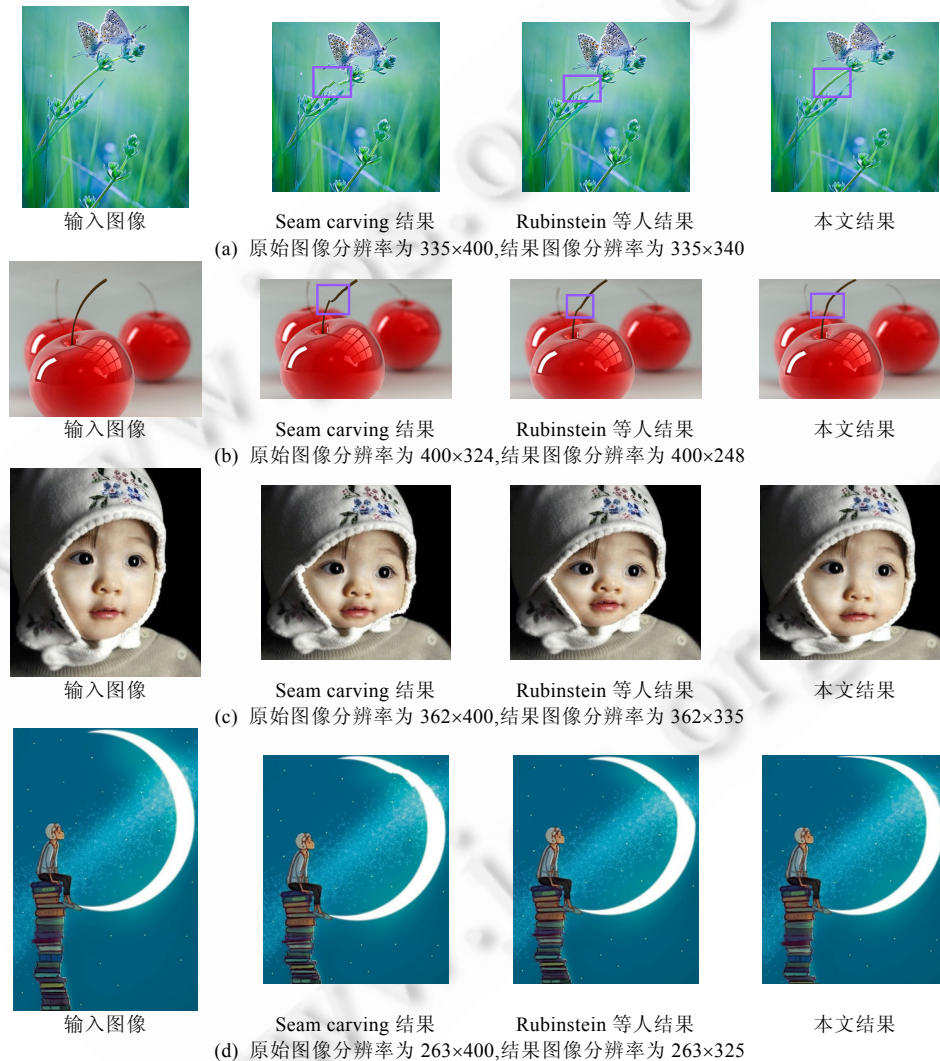 输入图像 Seam carving 结果 Rubinstein 等人结果 本文结果
(a) 原始图像分辨率为 335×400,结果图像分辨率为 335×340
输入图像 Seam carving 结果 Rubinstein 等人结果 本文结果
(b) 原始图像分辨率为 400×324,结果图像分辨率为 400×248
输入图像 Seam carving 结果 Rubinstein 等人结果 本文结果
(c) 原始图像分辨率为 362×400,结果图像分辨率为 362×335
输入图像 Seam carving 结果 Rubinstein 等人结果 本文结果
(d) 原始图像分辨率为 263×400,结果图像分辨率为 263×325